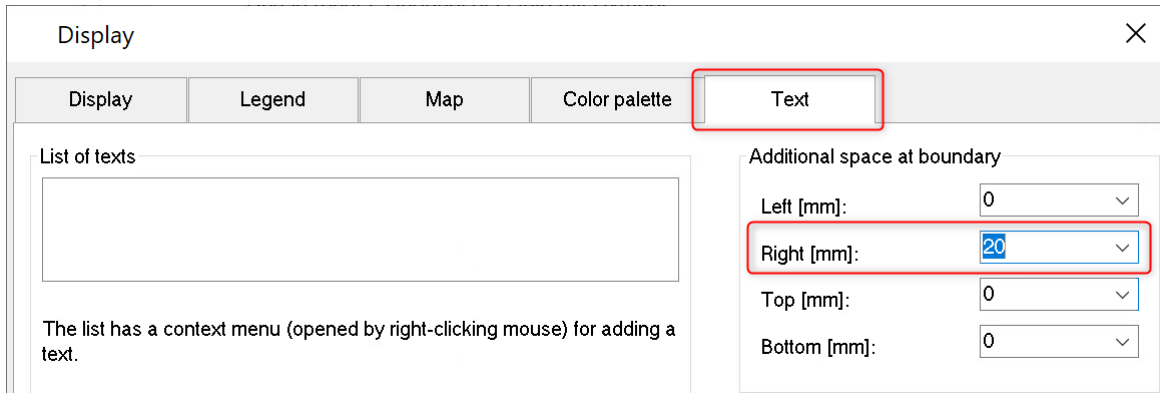 Display
Display
Legend
Map
Color palette
Text
List of texts
The list has a context menu (opened by right-clicking mouse) for adding a
text.
Additional space at boundary
Left [mm]:
0
Right [mm]:
20
Top [mm]:
0
Bottom [mm]:
0